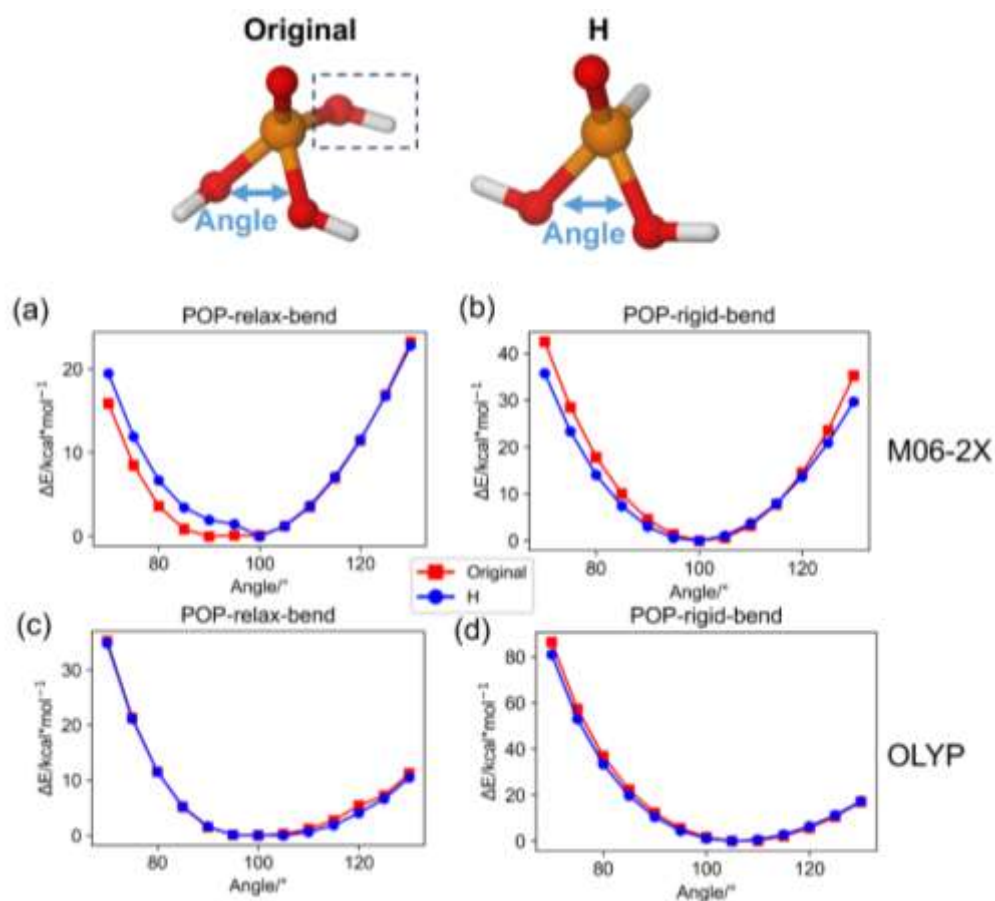 Original H
Angle
Angle
(a) POP-relax-bend
ΔE/kcal*mol⁻¹
20
10
0
80 100 120
Angle/°
(b) POP-rigid-bend
ΔE/kcal*mol⁻¹
40
30
20
10
0
80 100 120
Angle/°
M06-2X
Original
H
(c) POP-relax-bend
ΔE/kcal*mol⁻¹
30
20
10
0
80 100 120
Angle/°
(d) POP-rigid-bend
ΔE/kcal*mol⁻¹
80
60
40
20
0
80 100 120
Angle/°
OLYP